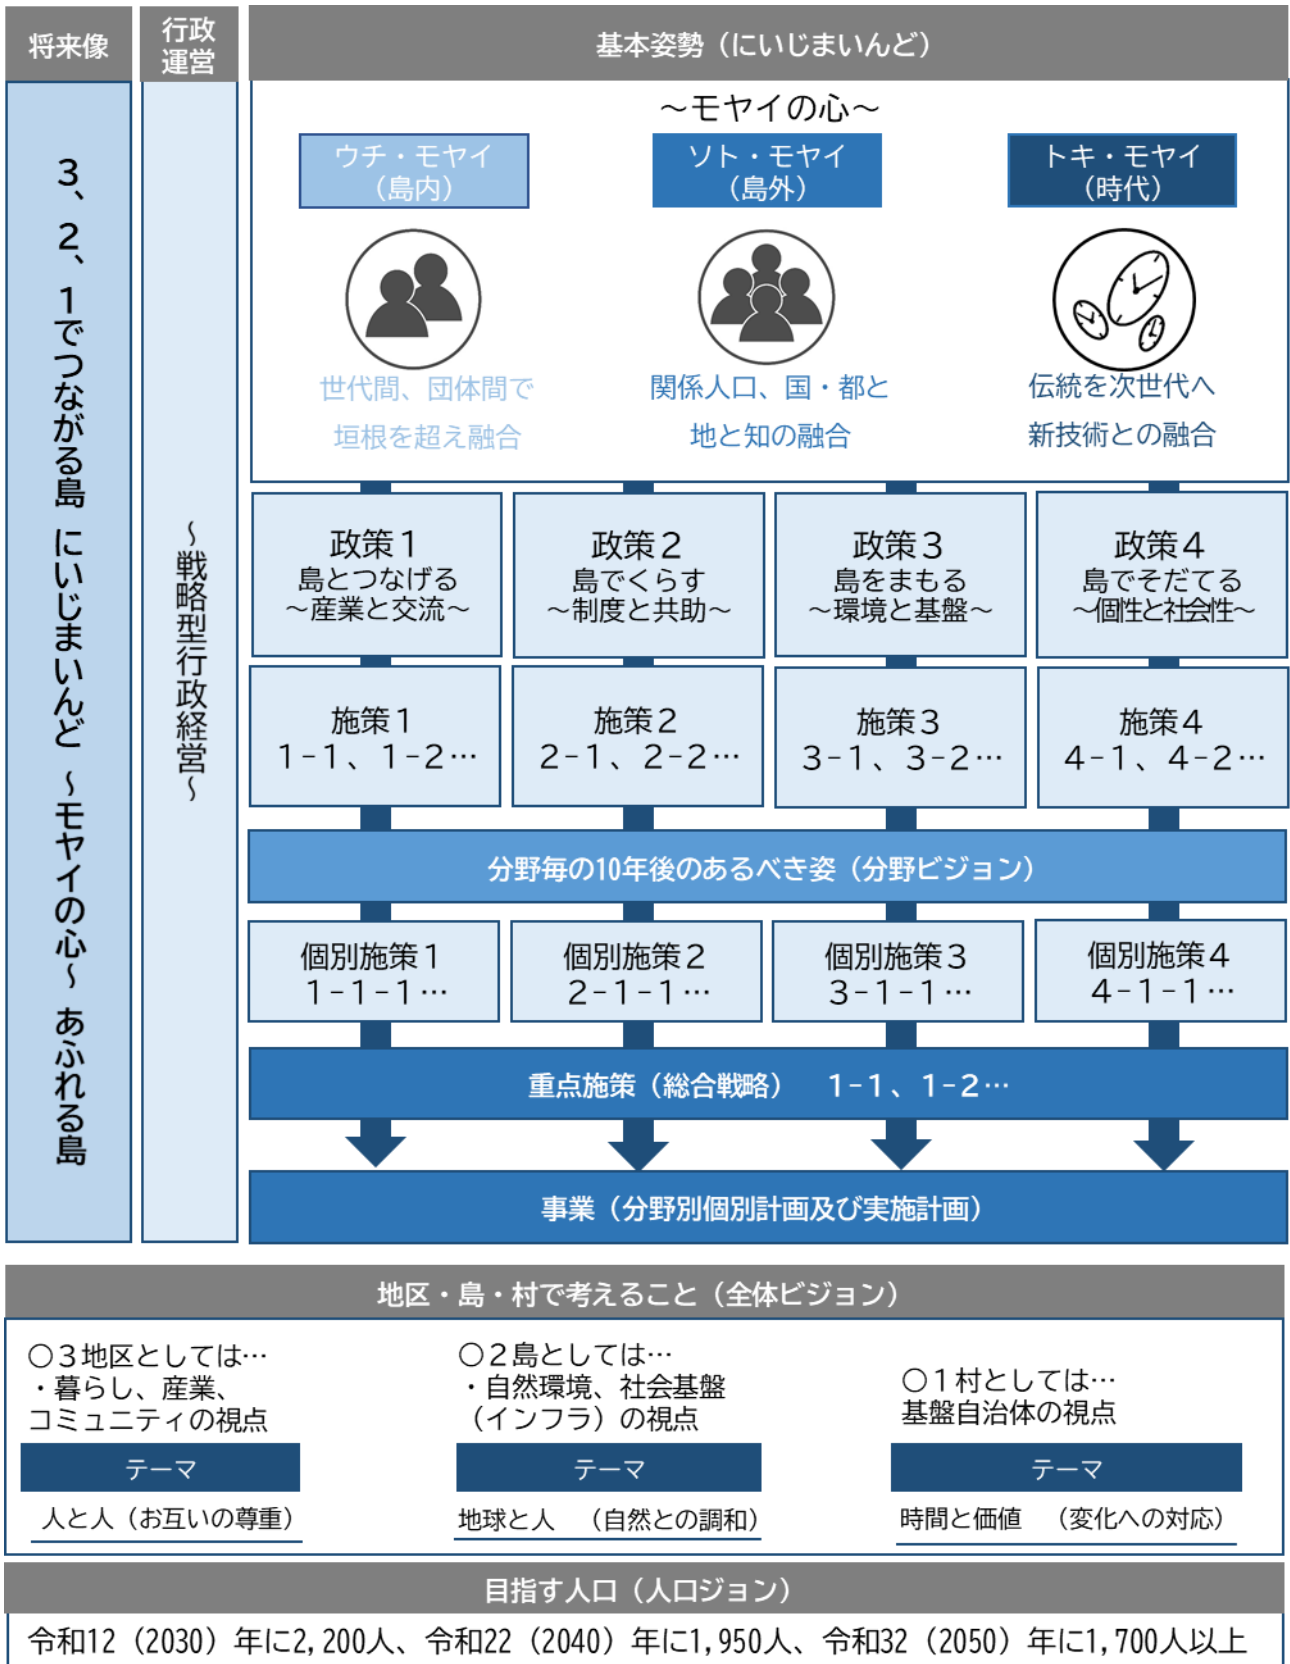 将来像
行政
運営
基本姿勢（にいじまいんど）
3、2、1でつながる島 にいじまいんど ～モヤイの心～ あふれる島
～戦略型行政経営～
～モヤイの心～
ウチ・モヤイ
（島内）
ソト・モヤイ
（島外）
トキ・モヤイ
（時代）
世代間、団体間で
垣根を超え融合
関係人口、国・都と
地と知の融合
伝統を次世代へ
新技術との融合
政策１
島とつなげる
～産業と交流～
政策２
島でくらす
～制度と共助～
政策３
島をまもる
～環境と基盤～
政策４
島でそだてる
～個性と社会性～
施策１
１-１、１-２…
施策２
２-１、２-２…
施策３
３-１、３-２…
施策４
４-１、４-２…
分野毎の10年後のあるべき姿（分野ビジョン）
個別施策１
１-１-１…
個別施策２
２-１-１…
個別施策３
３-１-１…
個別施策４
４-１-１…
重点施策（総合戦略）　１-１、１-２…
事業（分野別個別計画及び実施計画）
地区・島・村で考えること（全体ビジョン）
○３地区としては…
・暮らし、産業、
コミュニティの視点
テーマ
人と人（お互いの尊重）
○２島としては…
・自然環境、社会基盤
（インフラ）の視点
テーマ
地球と人　（自然との調和）
○１村としては…
基盤自治体の視点
テーマ
時間と価値　（変化への対応）
目指す人口（人口ジョン）
令和12（2030）年に2,200人、令和22（2040）年に1,950人、令和32（2050）年に1,700人以上